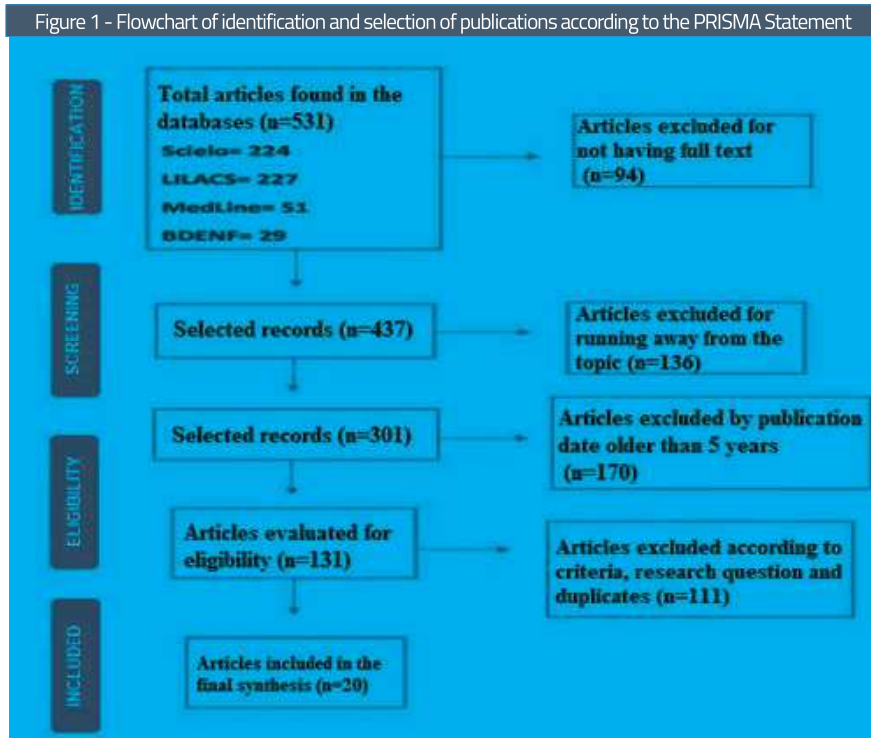 Figure 1 - Flowchart of identification and selection of publications according to the PRISMA Statement
IDENTIFICATION
Total articles found in the
databases (n=531)
Scielo= 224
LILACS= 227
MedLine= 51
BDENF= 29
Articles excluded for
not having full text
(n=94)
SCREENING
Selected records (n=437)
Articles excluded for
running away from the
topic (n=136)
Selected records (n=301)
Articles excluded by publication
date older than 5 years
(n=170)
ELIGIBILITY
Articles evaluated for
eligibility (n=131)
Articles excluded according to
criteria, research question and
duplicates (n=111)
INCLUDED
Articles included in the
final synthesis (n=20)